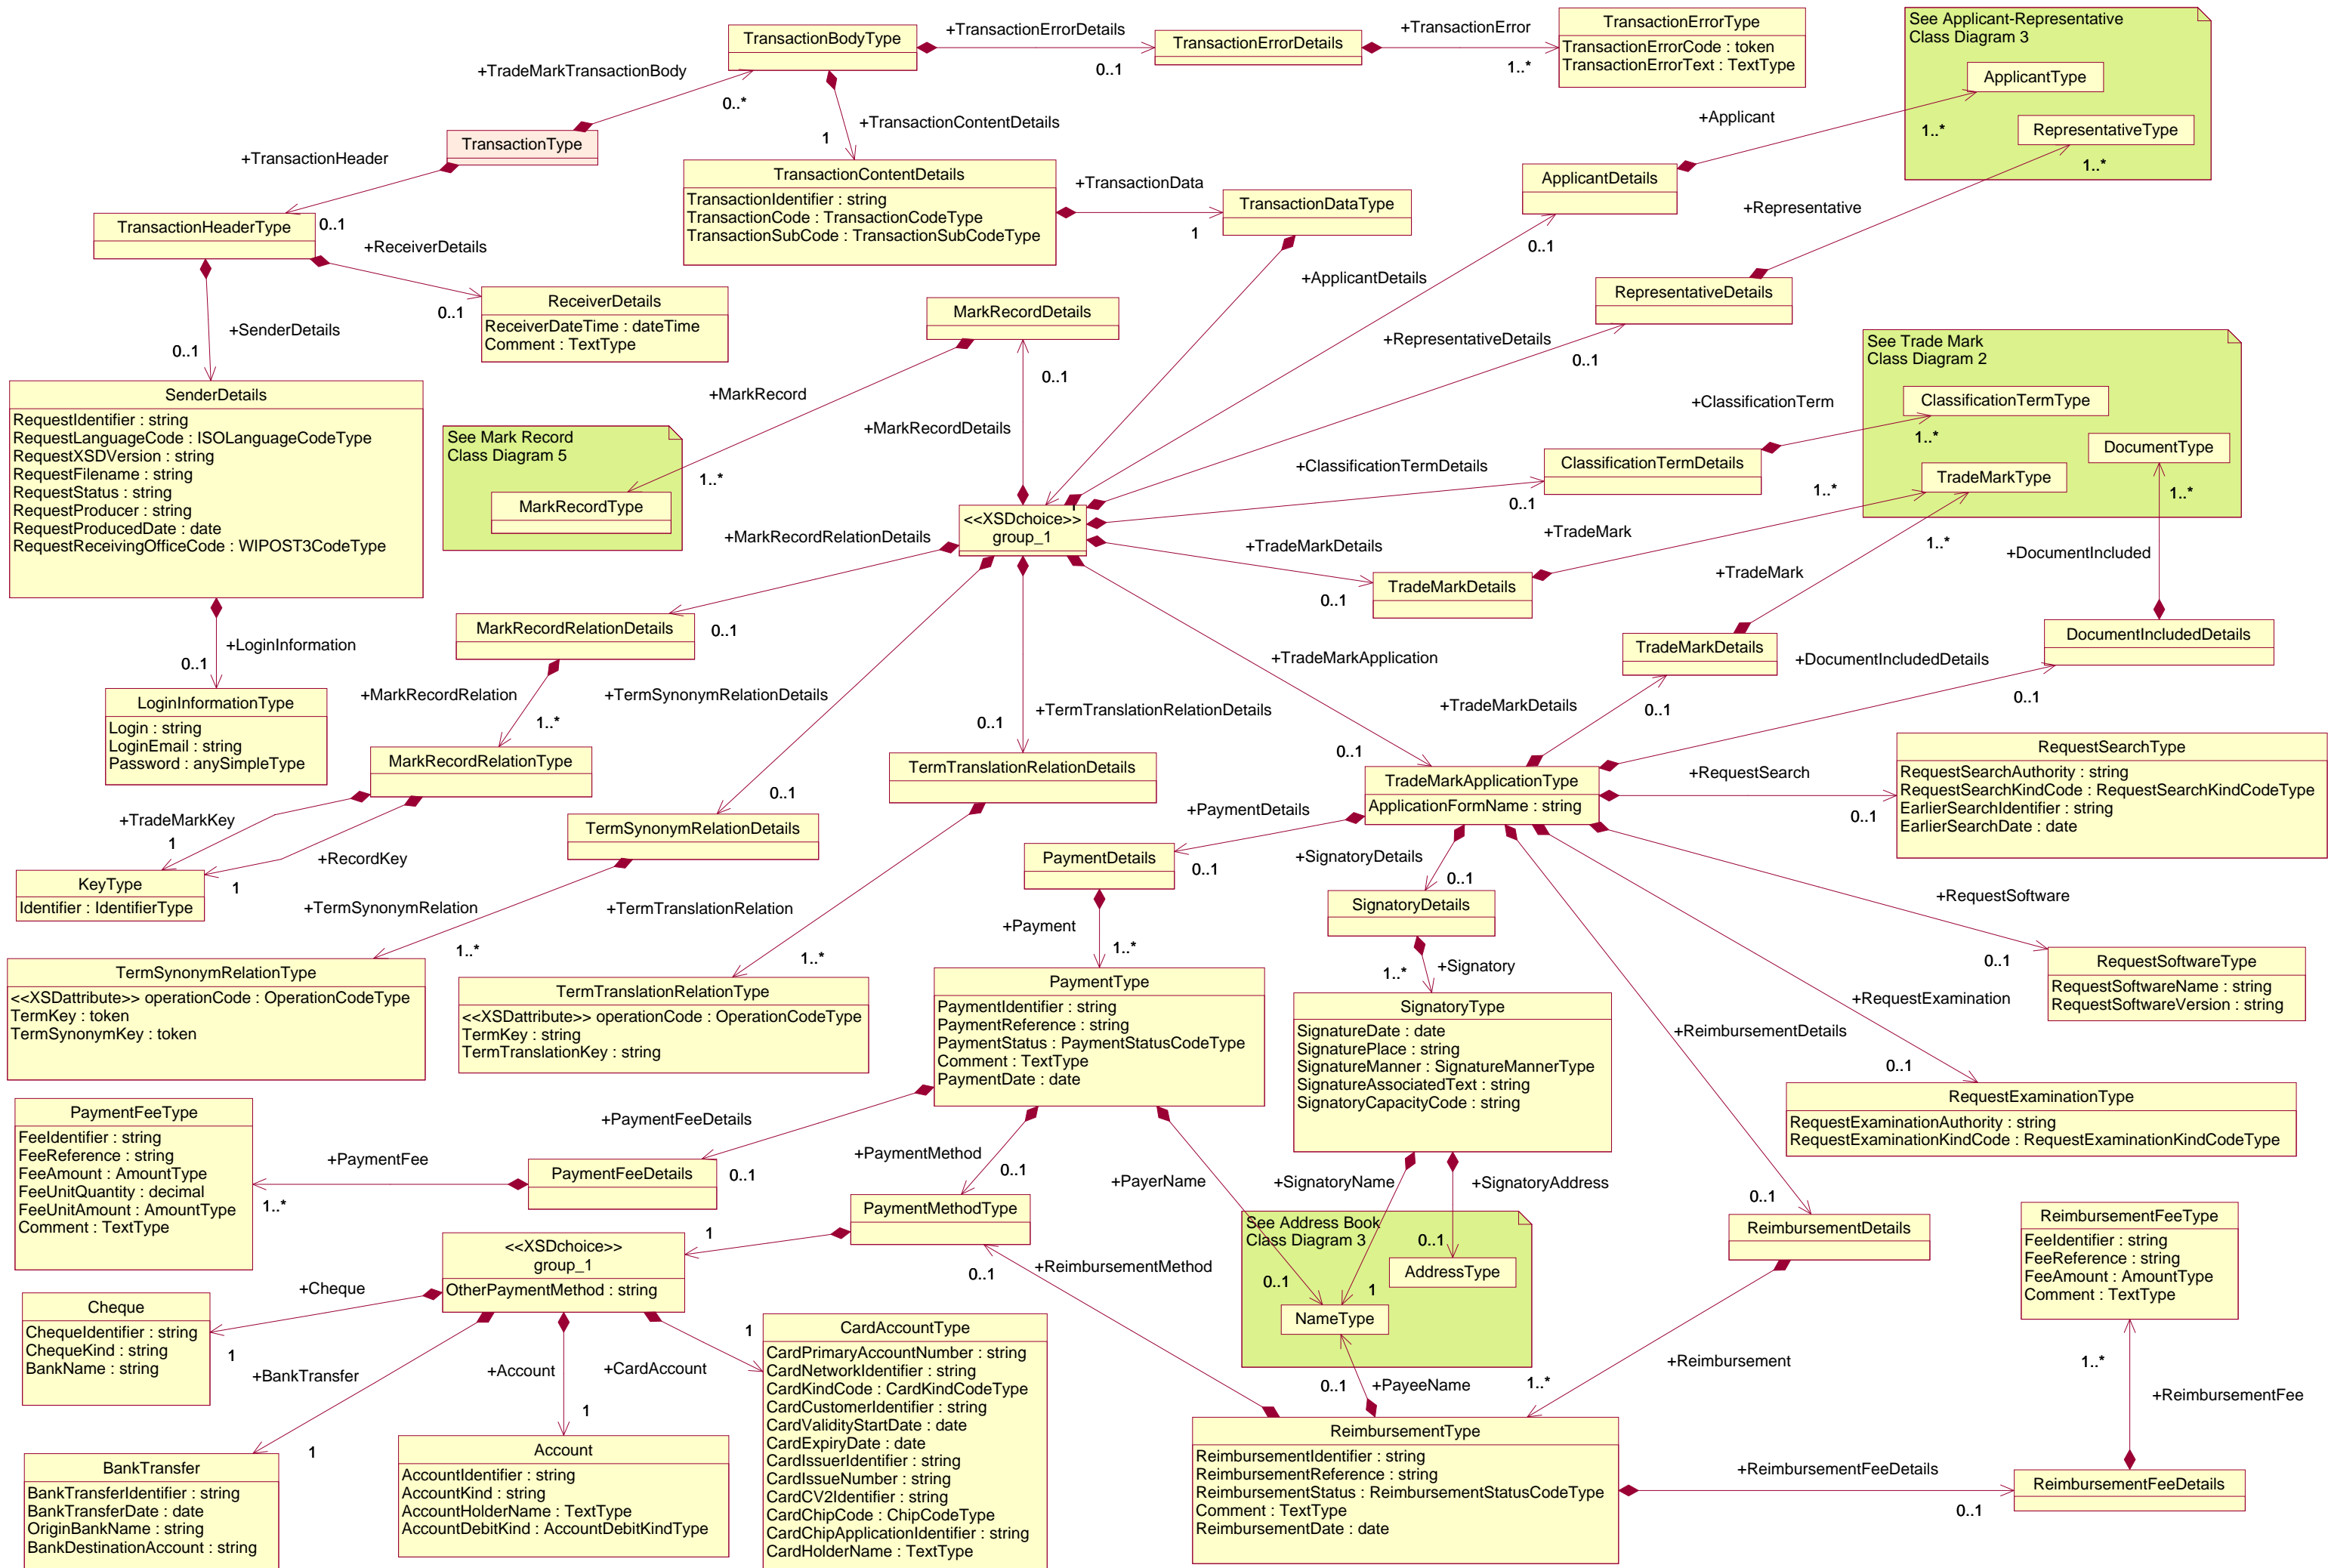 TransactionBodyType
+TransactionErrorDetails
0..1
TransactionErrorDetails
+TransactionError
1..*
TransactionErrorType
TransactionErrorCode : token
TransactionErrorText : TextType
See Applicant-Representative
Class Diagram 3
ApplicantType
RepresentativeType
+TradeMarkTransactionBody
0..*
+TransactionContentDetails
1
TransactionType
+TransactionHeader
0..1
+Applicant
1..*
1..*
TransactionContentDetails
TransactionIdentifier : string
TransactionCode : TransactionCodeType
TransactionSubCode : TransactionSubCodeType
+TransactionData
1
TransactionDataType
ApplicantDetails
+Representative
0..1
TransactionHeaderType
+ReceiverDetails
0..1
+SenderDetails
0..1
ReceiverDetails
ReceiverDateTime : dateTime
Comment : TextType
MarkRecordDetails
+ApplicantDetails
RepresentativeDetails
+RepresentativeDetails
0..1
See Trade Mark
Class Diagram 2
ClassificationTermType
DocumentType
TradeMarkType
SenderDetails
RequestIdentifier : string
RequestLanguageCode : ISOLanguageCodeType
RequestXSDVersion : string
RequestFilename : string
RequestStatus : string
RequestProducer : string
RequestProducedDate : date
RequestReceivingOfficeCode : WIPOST3CodeType
+MarkRecord
0..1
+MarkRecordDetails
See Mark Record
Class Diagram 5
1..*
MarkRecordType
+ClassificationTerm
1..*
+ClassificationTermDetails
0..1
ClassificationTermDetails
1..*
1..*
1
<<XSDchoice>>
group_1
+MarkRecordRelationDetails
+TradeMarkDetails
+TradeMark
1..*
+DocumentIncluded
0..1
TradeMarkDetails
+TradeMark
+LoginInformation
0..1
MarkRecordRelationDetails
0..1
TradeMarkDetails
DocumentIncludedDetails
+TradeMarkApplication
+DocumentIncludedDetails
0..1
LoginInformationType
Login : string
LoginEmail : string
Password : anySimpleType
+MarkRecordRelation
1..*
+TermSynonymRelationDetails
+TermTranslationRelationDetails
0..1
+TradeMarkDetails
0..1
0..1
MarkRecordRelationType
TermTranslationRelationDetails
TradeMarkApplicationType
ApplicationFormName : string
+RequestSearch
0..1
RequestSearchType
RequestSearchAuthority : string
RequestSearchKindCode : RequestSearchKindCodeType
EarlierSearchIdentifier : string
EarlierSearchDate : date
0..1
+TradeMarkKey
1
+RecordKey
1
TermSynonymRelationDetails
+PaymentDetails
0..1
PaymentDetails
+SignatoryDetails
0..1
KeyType
Identifier : IdentifierType
+TermSynonymRelation
1..*
+TermTranslationRelation
1..*
+Payment
1..*
SignatoryDetails
+RequestSoftware
0..1
+Signatory
1..*
TermSynonymRelationType
<<XSDattribute>> operationCode : OperationCodeType
TermKey : token
TermSynonymKey : token
TermTranslationRelationType
<<XSDattribute>> operationCode : OperationCodeType
TermKey : string
TermTranslationKey : string
PaymentType
PaymentIdentifier : string
PaymentReference : string
PaymentStatus : PaymentStatusCodeType
Comment : TextType
PaymentDate : date
SignatoryType
SignatureDate : date
SignaturePlace : string
SignatureManner : SignatureMannerType
SignatureAssociatedText : string
SignatoryCapacityCode : string
RequestSoftwareType
RequestSoftwareName : string
RequestSoftwareVersion : string
+RequestExamination
0..1
+ReimbursementDetails
0..1
RequestExaminationType
RequestExaminationAuthority : string
RequestExaminationKindCode : RequestExaminationKindCodeType
PaymentFeeType
FeeIdentifier : string
FeeReference : string
FeeAmount : AmountType
FeeUnitQuantity : decimal
FeeUnitAmount : AmountType
Comment : TextType
+PaymentFee
1..*
+PaymentFeeDetails
0..1
PaymentFeeDetails
+PaymentMethod
0..1
+PayerName
0..1
+SignatoryName
1
+SignatoryAddress
0..1
PaymentMethodType
See Address Book
Class Diagram 3
AddressType
NameType
ReimbursementDetails
ReimbursementFeeType
FeeIdentifier : string
FeeReference : string
FeeAmount : AmountType
Comment : TextType
1
<<XSDchoice>>
group_1
OtherPaymentMethod : string
+ReimbursementMethod
0..1
+Cheque
1
Cheque
ChequeIdentifier : string
ChequeKind : string
BankName : string
+BankTransfer
1
+Account
1
+CardAccount
1
CardAccountType
CardPrimaryAccountNumber : string
CardNetworkIdentifier : string
CardKindCode : CardKindCodeType
CardCustomerIdentifier : string
CardValidityStartDate : date
CardExpiryDate : date
CardIssuerIdentifier : string
CardIssueNumber : string
CardCV2Identifier : string
CardChipCode : ChipCodeType
CardChipApplicationIdentifier : string
CardHolderName : TextType
+PayeeName
0..1
+Reimbursement
1..*
+ReimbursementFee
1..*
BankTransfer
BankTransferIdentifier : string
BankTransferDate : date
OriginBankName : string
BankDestinationAccount : string
Account
AccountIdentifier : string
AccountKind : string
AccountHolderName : TextType
AccountDebitKind : AccountDebitKindType
ReimbursementType
ReimbursementIdentifier : string
ReimbursementReference : string
ReimbursementStatus : ReimbursementStatusCodeType
Comment : TextType
ReimbursementDate : date
+ReimbursementFeeDetails
0..1
ReimbursementFeeDetails